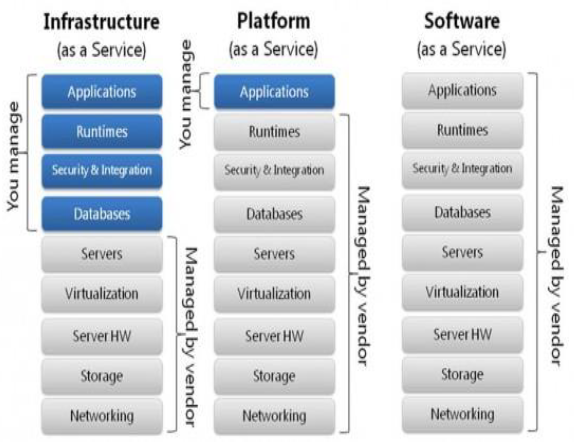 Infrastructure
(as a Service)
You manage
Applications
Runtimes
Security & Integration
Databases
Servers
Virtualization
Server HW
Storage
Networking
Managed by vendor
Platform
(as a Service)
You manage
Applications
Runtimes
Security & Integration
Databases
Servers
Virtualization
Server HW
Storage
Networking
Managed by vendor
Software
(as a Service)
Applications
Runtimes
Security & Integration
Databases
Servers
Virtualization
Server HW
Storage
Networking
Managed by vendor